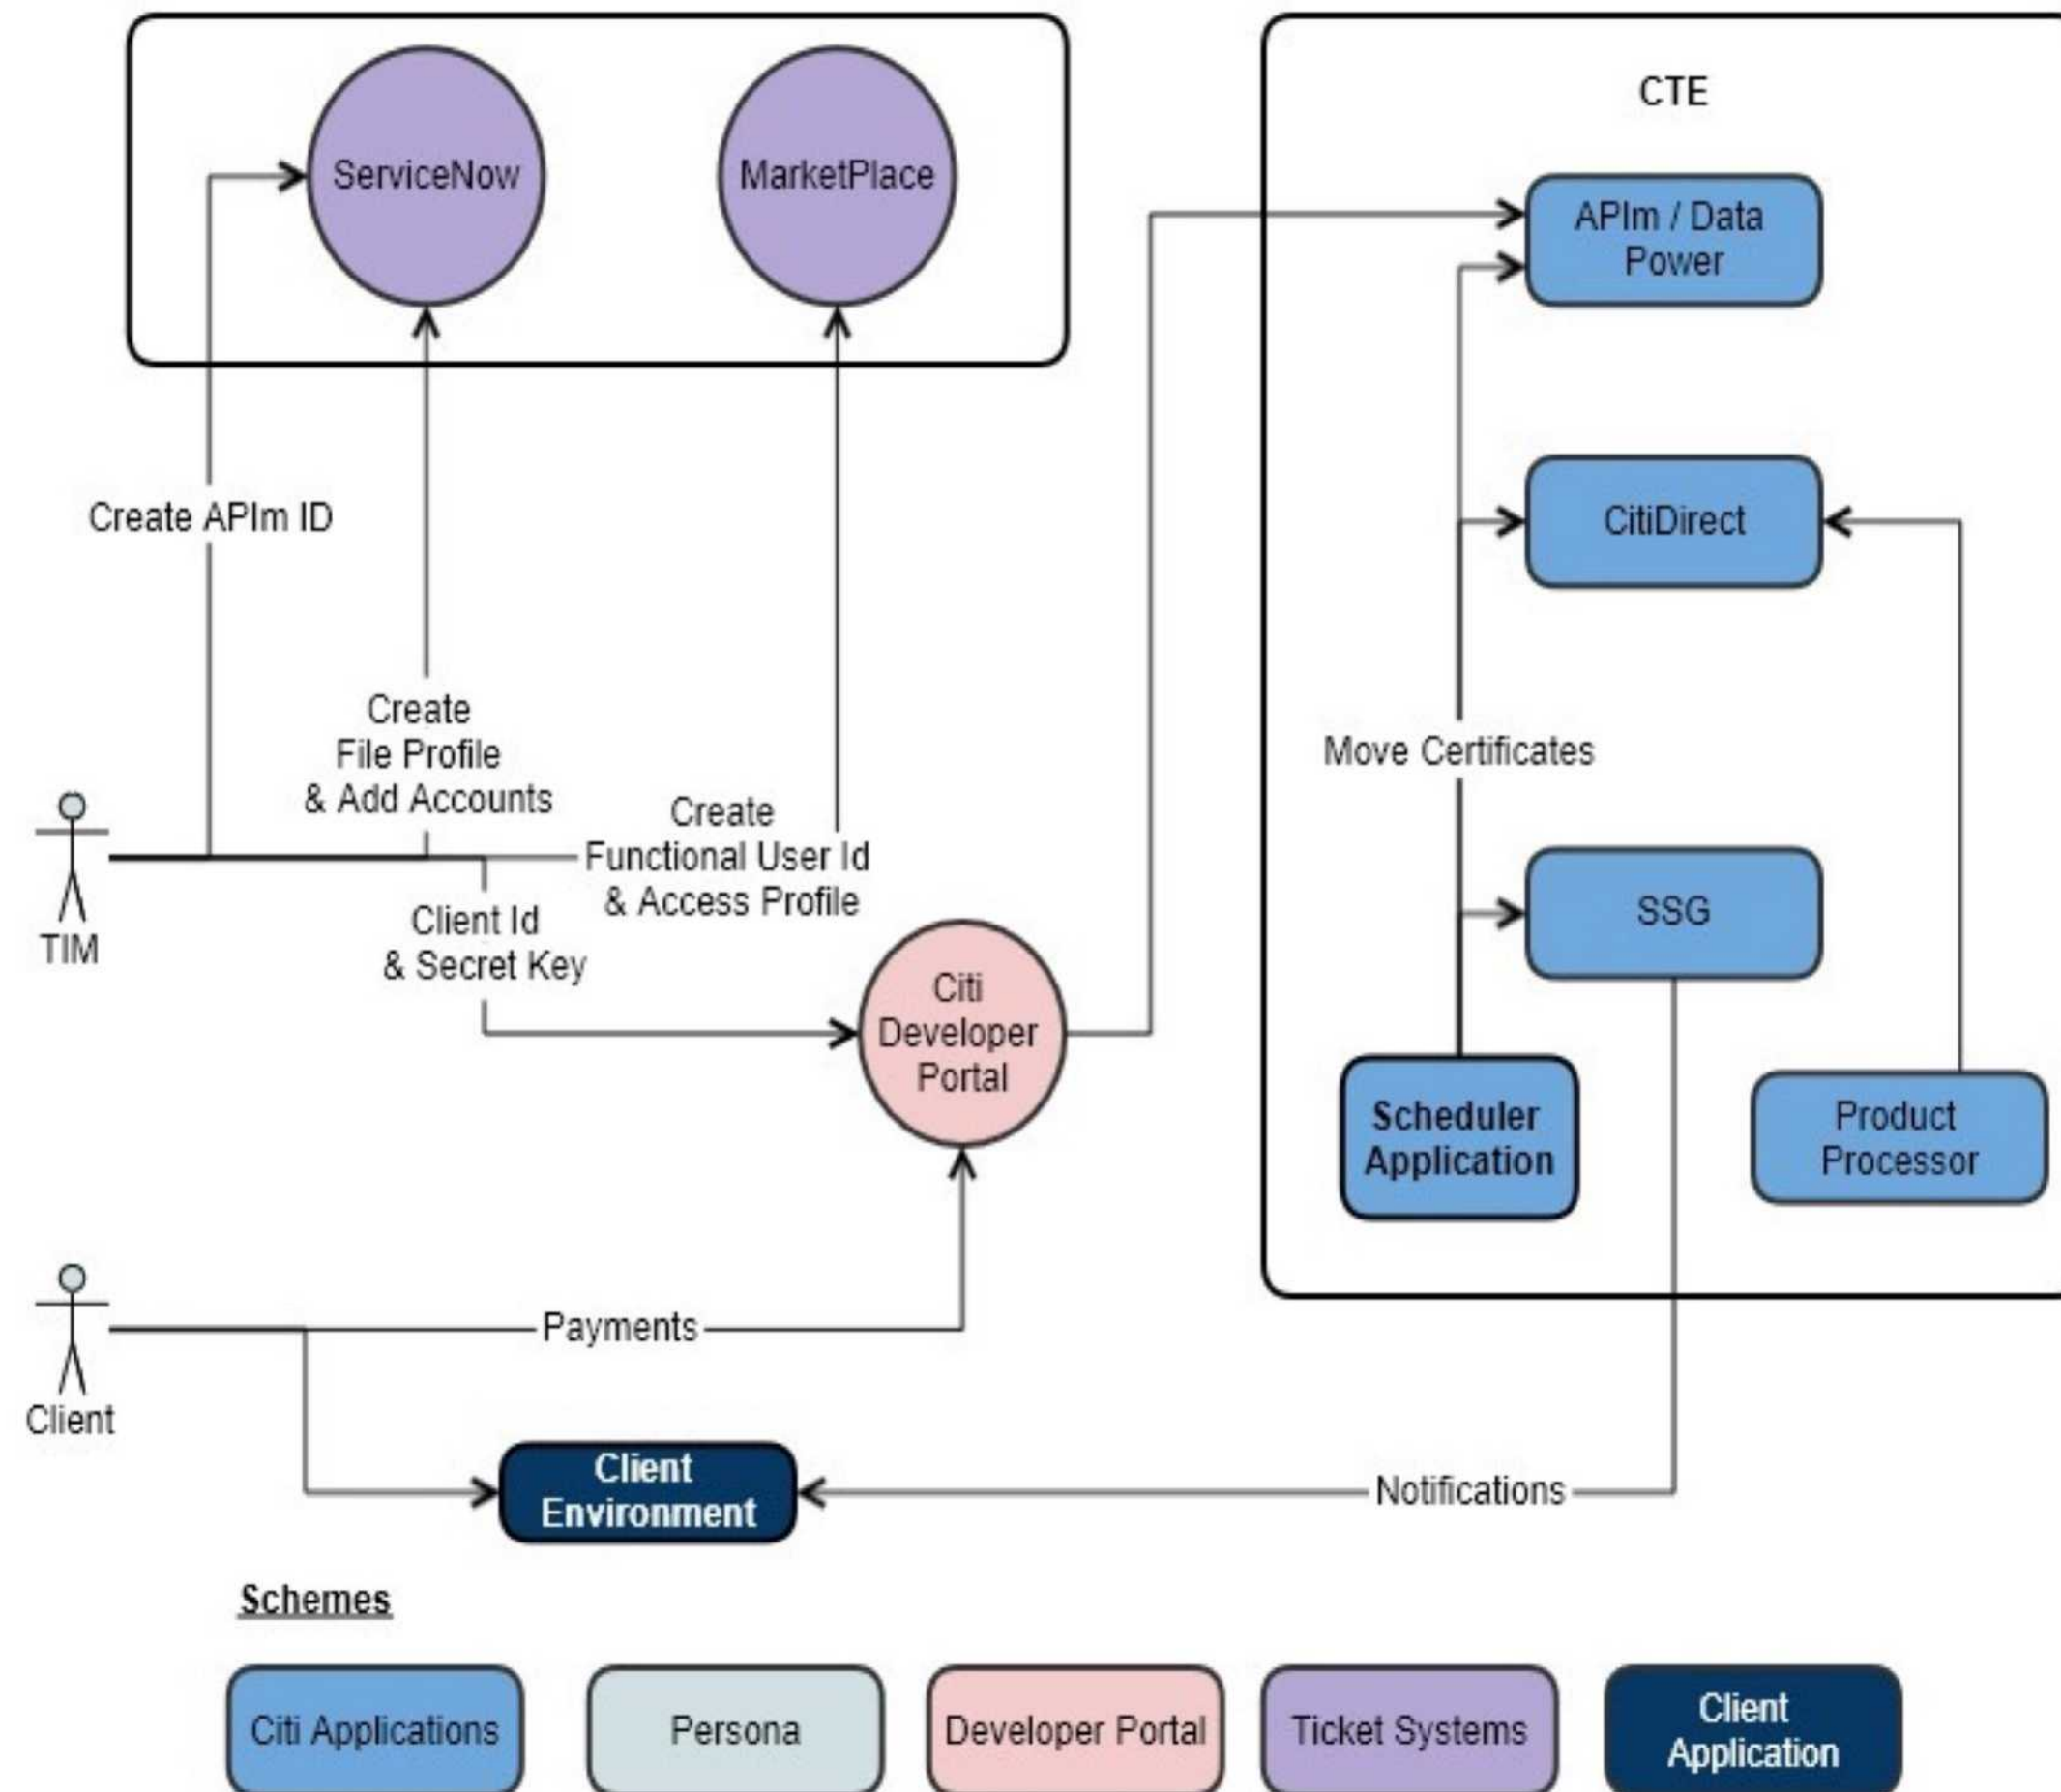 CTE
ServiceNow
MarketPlace
APIm / Data
Power
Create APIm ID
CitiDirect
Create
File Profile
& Add Accounts
Move Certificates
Create
Functional User Id
& Access Profile
TIM
Client Id
& Secret Key
SSG
Citi
Developer
Portal
Scheduler
Application
Product
Processor
Payments
Client
Client
Environment
Notifications
Schemes
Citi Applications
Persona
Developer Portal
Ticket Systems
Client
Application